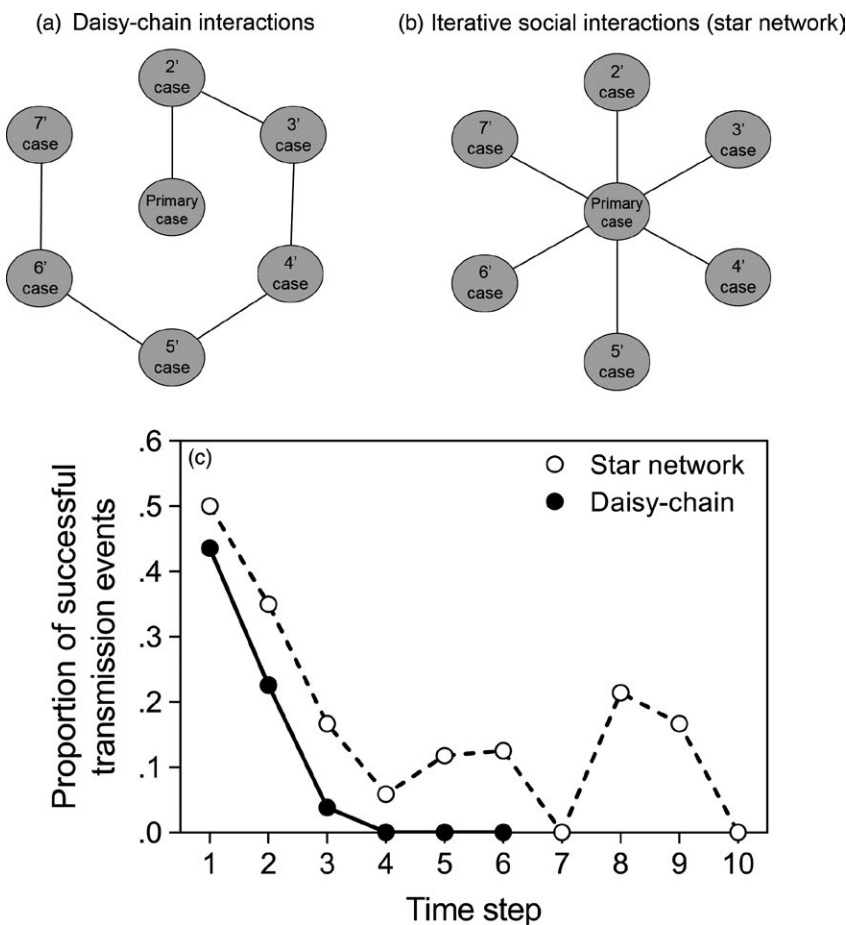 (a) Daisy-chain interactions
2'
case
7'
case
3'
case
Primary
case
6'
case
4'
case
5'
case
(b) Iterative social interactions (star network)
2'
case
7'
case
3'
case
Primary
case
6'
case
4'
case
5'
case
(c)
Star network
Daisy-chain
Proportion of successful
transmission events
.6
.5
.4
.3
.2
.1
.0
1 2 3 4 5 6 7 8 9 10
Time step